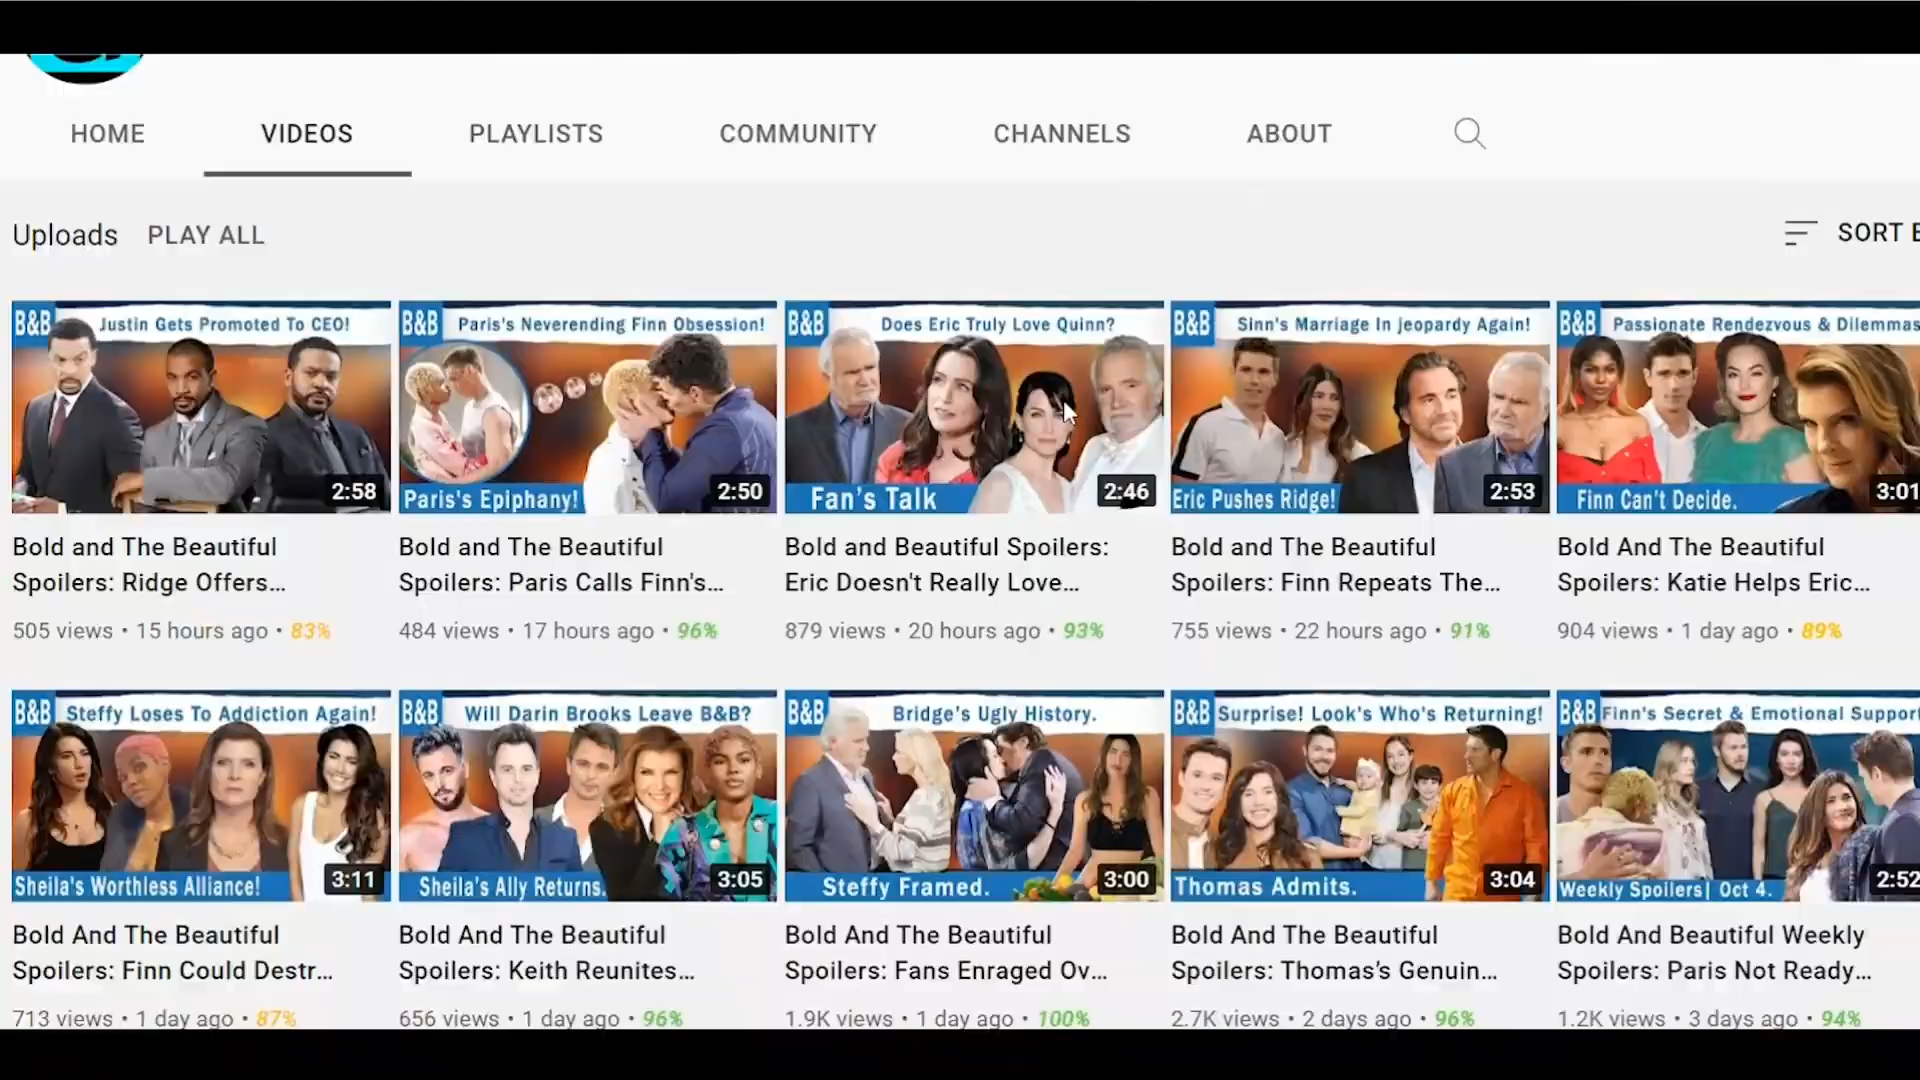 HOME VIDEOS PLAYLISTS COMMUNITY CHANNELS ABOUT
Uploads PLAY ALL
SORT
B&B Justin Gets Promoted To CEO!
2:58
B&B Paris's Neverending Finn Obsession!
Paris's Epiphany!
2:50
B&B Does Eric Truly Love Quinn?
Fan's Talk
2:46
B&B Sinn's Marriage In Jeopardy Again!
Eric Pushes Ridge!
2:53
B&B Passionate Rendezvous & Dilemmas
Finn Can't Decide.
3:01
Bold and The Beautiful
Spoilers: Ridge Offers...
505 views • 15 hours ago • 83%
Bold and The Beautiful
Spoilers: Paris Calls Finn's...
484 views • 17 hours ago • 96%
Bold and Beautiful Spoilers:
Eric Doesn't Really Love...
879 views • 20 hours ago • 93%
Bold and The Beautiful
Spoilers: Finn Repeats The...
755 views • 22 hours ago • 91%
Bold And The Beautiful
Spoilers: Katie Helps Eric...
904 views • 1 day ago • 89%
B&B Steffy Loses To Addiction Again!
Sheila's Worthless Alliance!
3:11
B&B Will Darin Brooks Leave B&B?
Sheila's Ally Returns.
3:05
B&B Bridge's Ugly History.
Steffy Framed.
3:00
B&B Surprise! Look's Who's Returning!
Thomas Admits.
3:04
B&B Finn's Secret & Emotional Support
Weekly Spoilers| Oct 4.
2:52
Bold And The Beautiful
Spoilers: Finn Could Destr...
713 views • 1 day ago • 87%
Bold And The Beautiful
Spoilers: Keith Reunites...
656 views • 1 day ago • 96%
Bold And The Beautiful
Spoilers: Fans Enraged Ov...
1.9K views • 1 day ago • 100%
Bold And The Beautiful
Spoilers: Thomas's Genuin...
2.7K views • 2 days ago • 96%
Bold And Beautiful Weekly
Spoilers: Paris Not Ready...
1.2K views • 3 days ago • 94%